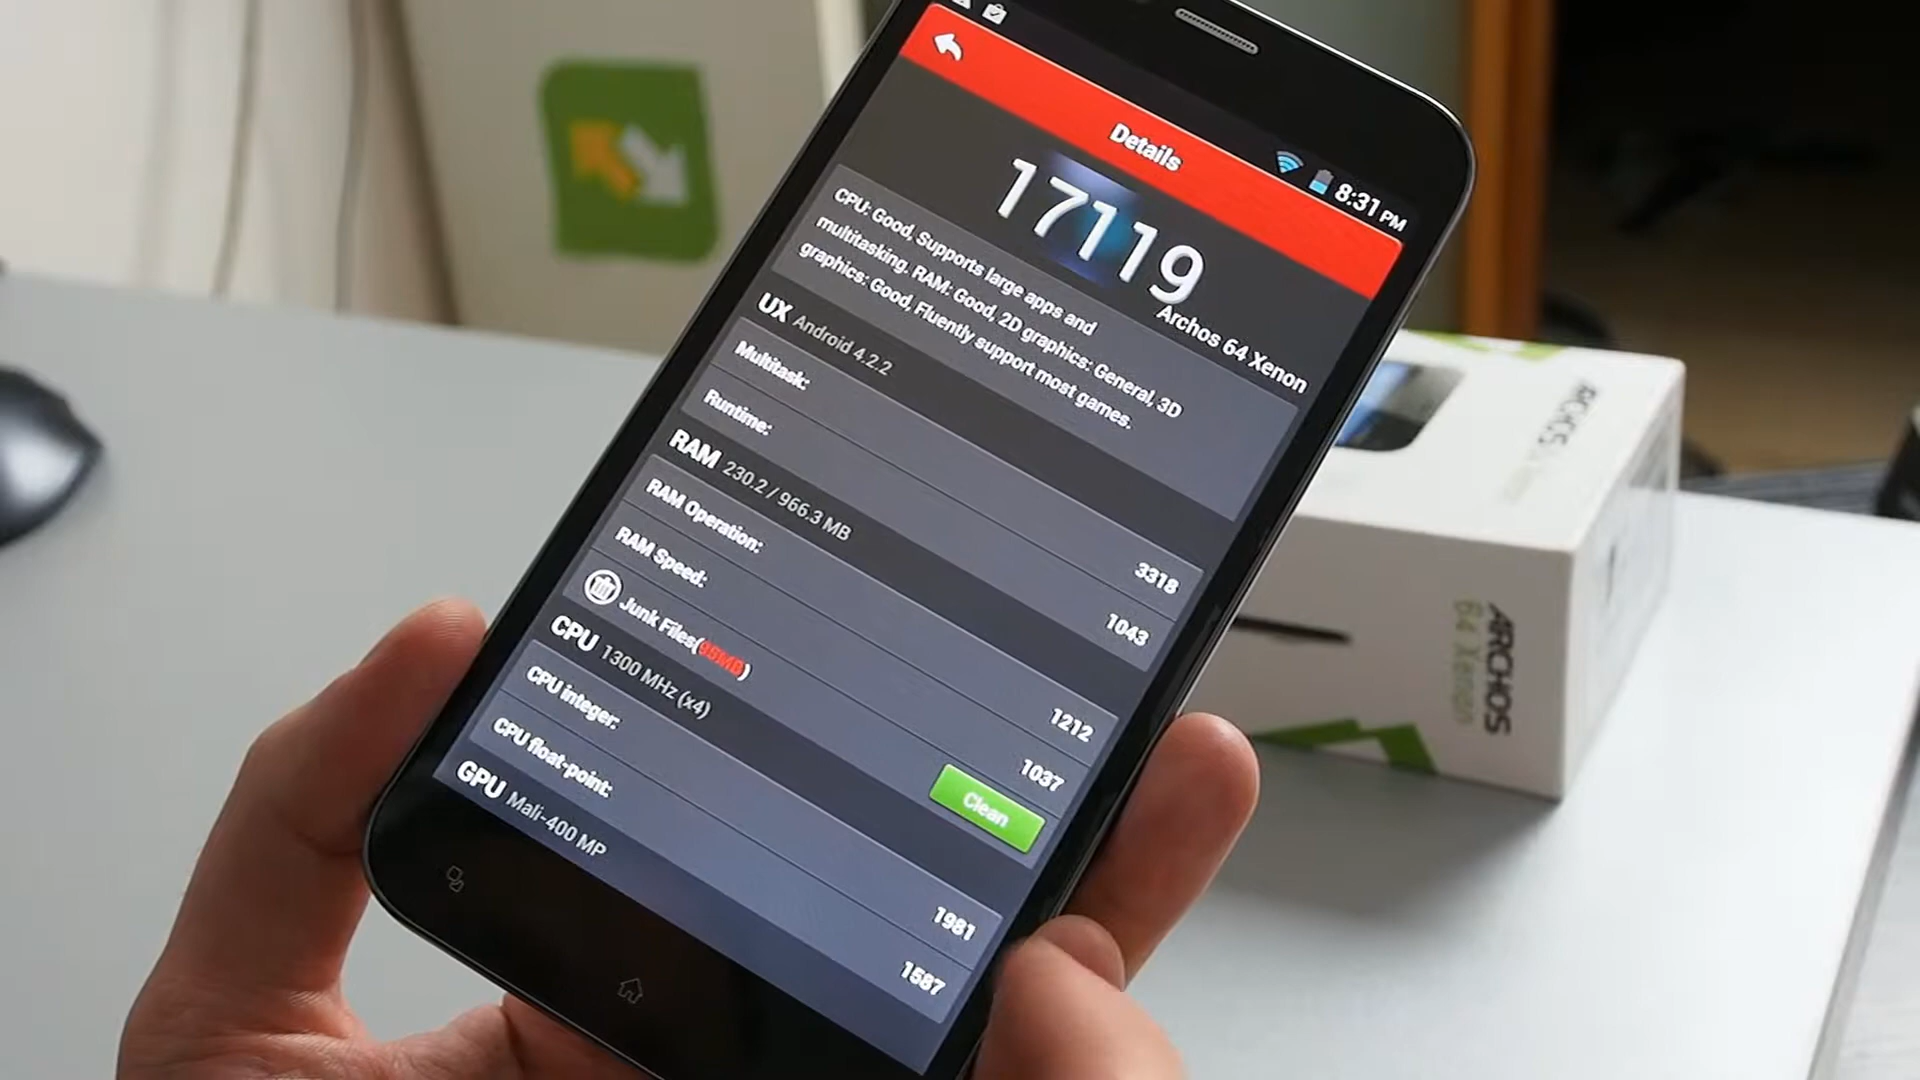 8:31 PM
Details
17119
Archos 64 Xenon
CPU: Good, Supports large apps and
multitasking. RAM: Good, 2D graphics: General, 3D
graphics: Good, Fluently support most games.
UX Android 4.2.2
Multitask: 3318
Runtime: 1043
RAM 230.2 / 966.3 MB
RAM Operation: 1212
RAM Speed: 1037
Junk Files(95MB) Clean
CPU 1300 MHz (x4)
CPU integer: 1981
CPU float-point: 1587
GPU Mali-400 MP
ARCHOS
ARCHOS
64 Xenon